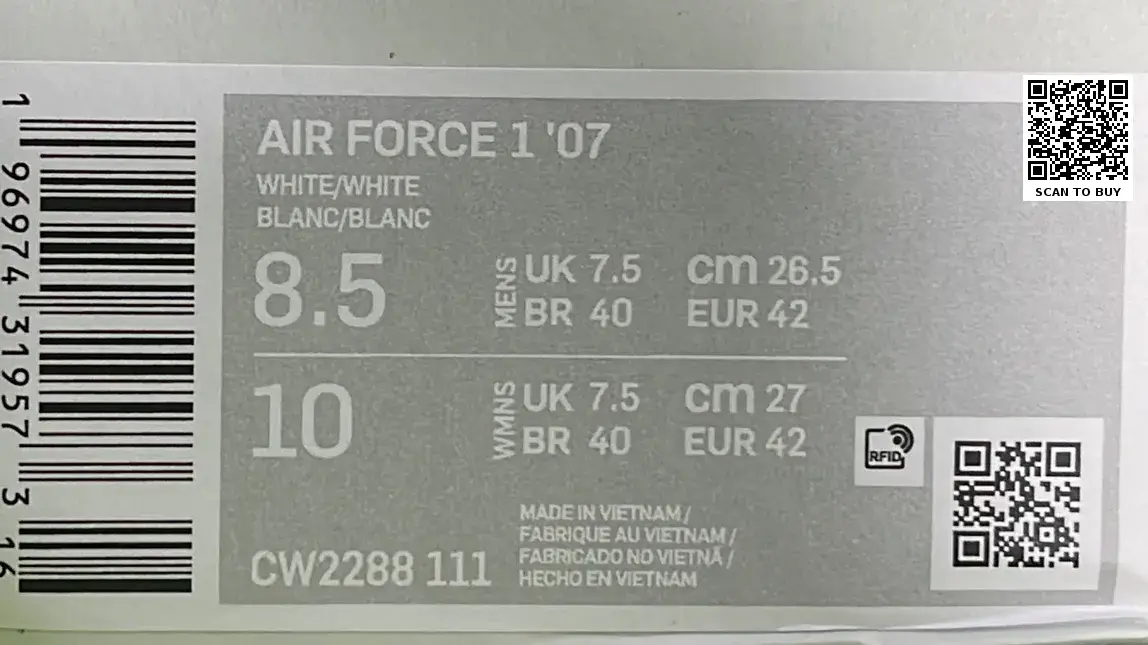 AIR FORCE 1 '07
WHITE/WHITE
BLANC/BLANC
8.5
MENS
UK 7.5 cm 26.5
BR 40 EUR 42
10
WMNS
UK 7.5 cm 27
BR 40 EUR 42
RFID
CW2288 111
MADE IN VIETNAM/
FABRIQUE AU VIETNAM/
FABRICADO NO VIETNÃ/
HECHO EN VIETNAM
1 96974 31957 3 16
SCAN TO BUY